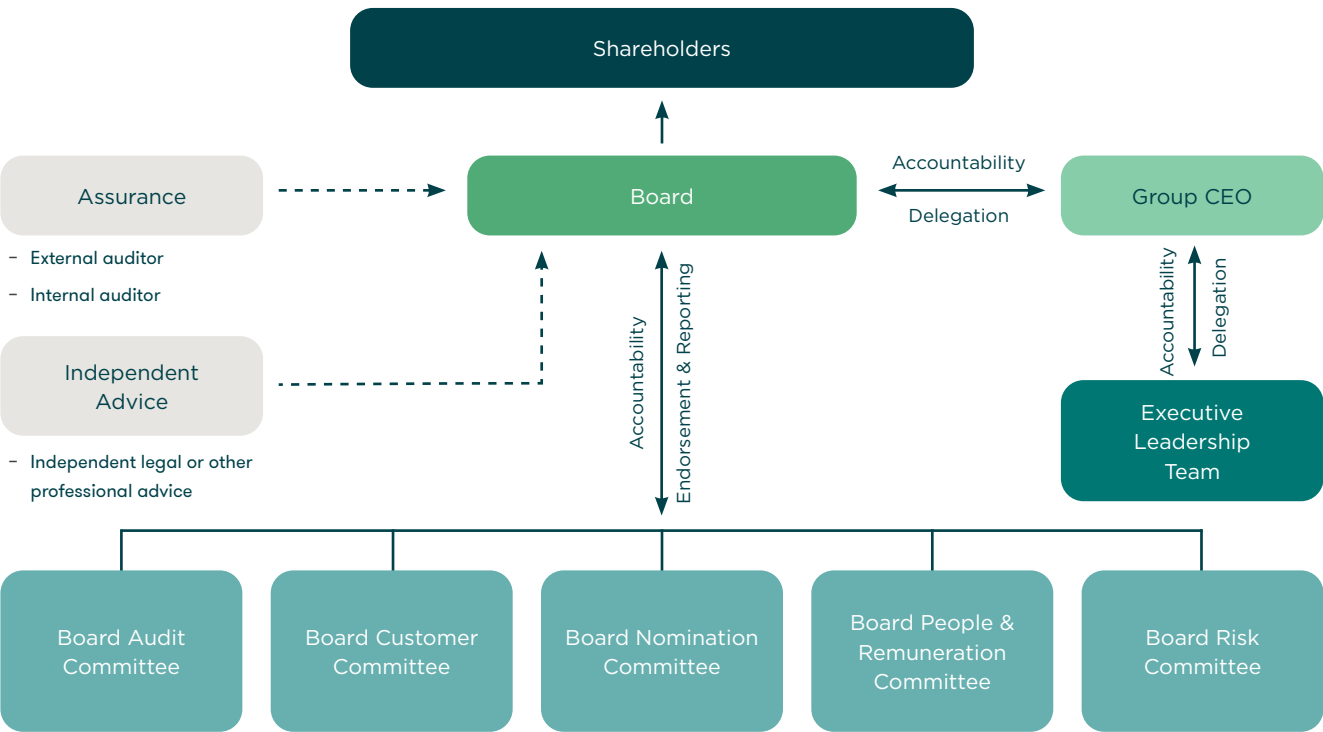 Shareholders
Assurance
Board
Accountability
Delegation
Group CEO
– External auditor
– Internal auditor
Independent
Advice
– Independent legal or other
professional advice
Accountability
Endorsement & Reporting
Accountability
Delegation
Executive
Leadership
Team
Board Audit
Committee
Board Customer
Committee
Board Nomination
Committee
Board People &
Remuneration
Committee
Board Risk
Committee